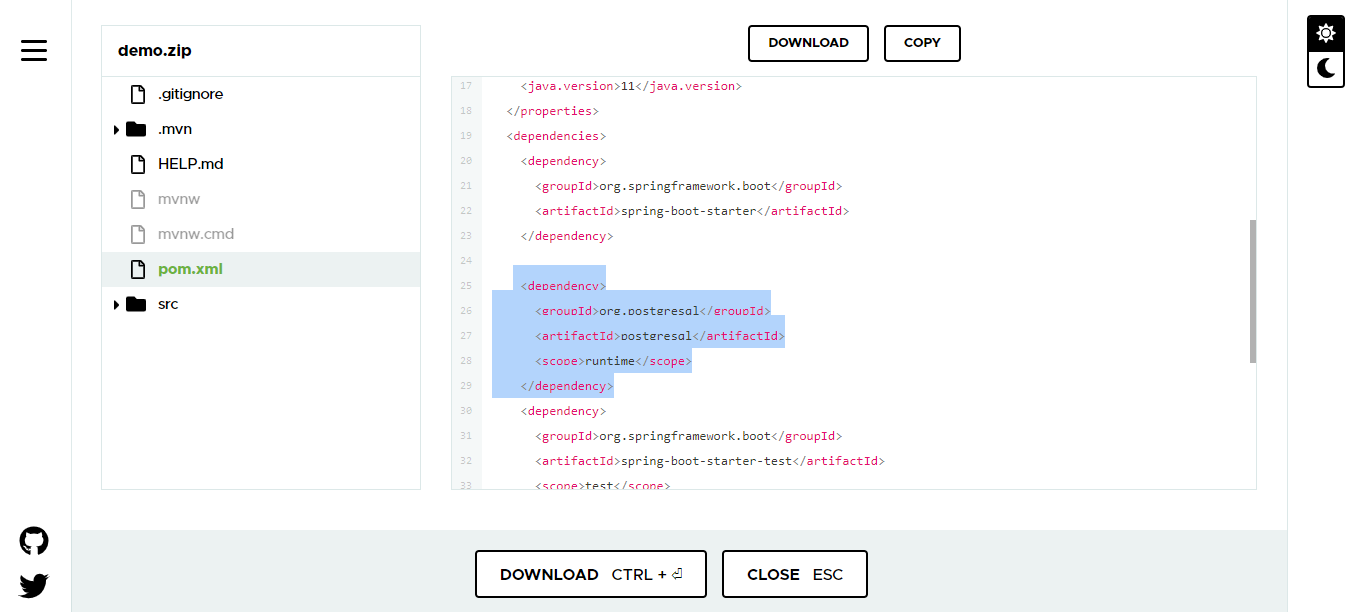 demo.zip
.gitignore
.mvn
HELP.md
mvnw
mvnw.cmd
pom.xml
src
DOWNLOAD
COPY
17 <java.version>11</java.version>
18 </properties>
19 <dependencies>
20 <dependency>
21 <groupId>org.springframework.boot</groupId>
22 <artifactId>spring-boot-starter</artifactId>
23 </dependency>
24
25 <dependency>
26 <groupId>org.postgresql</groupId>
27 <artifactId>postgresql</artifactId>
28 <scope>runtime</scope>
29 </dependency>
30 <dependency>
31 <groupId>org.springframework.boot</groupId>
32 <artifactId>spring-boot-starter-test</artifactId>
33 <scope>test</scope>
DOWNLOAD CTRL + ⏎
CLOSE ESC